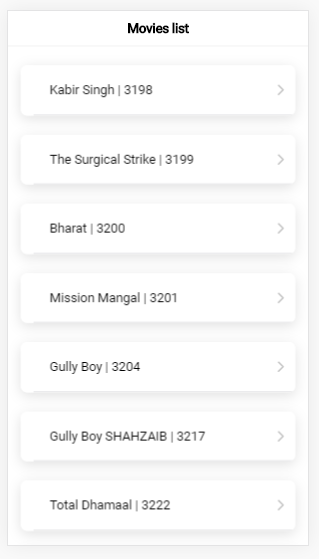 Movies list
Kabir Singh | 3198
The Surgical Strike | 3199
Bharat | 3200
Mission Mangal | 3201
Gully Boy | 3204
Gully Boy SHAHZAIB | 3217
Total Dhamaal | 3222